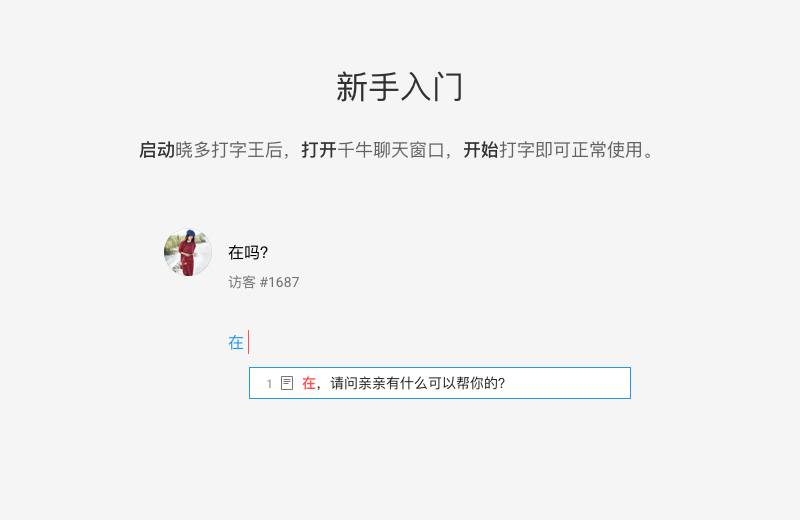 新手入门
启动晓多打字王后，打开千牛聊天窗口，开始打字即可正常使用。
在吗?
访客 #1687
在
1 在，请问亲亲有什么可以帮你的?